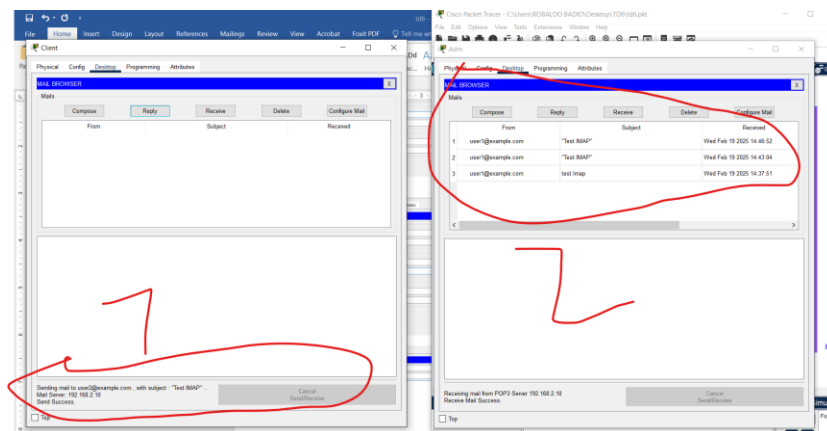 td6 -
File Home Insert Design Layout References Mailings Review View Acrobat Foxit PDF Tell me wh
Client
Physical Config Desktop Programming Attributes
MAIL BROWSER X
Mails
Compose Reply Receive Delete Configure Mail
From Subject Received
1
Sending mail to user2@example.com , with subject : "Test IMAP" ..
Mail Server: 192.168.2.10
Send Success.
Cancel
Send/Receive
Top
Cisco Packet Tracer - C:\Users\ROBALDO BADIO\Desktop\TD6\td6.pkt
File Edit Options View Tools Extensions Window Help
Adm
Physical Config Desktop Programming Attributes
MAIL BROWSER X
Mails
Compose Reply Receive Delete Configure Mail
From Subject Received
1 user1@example.com "Test IMAP" Wed Feb 19 2025 14:46:52
2 user1@example.com "Test IMAP" Wed Feb 19 2025 14:43:04
3 user1@example.com test Imap Wed Feb 19 2025 14:37:51
2
Receiving mail from POP3 Server 192.168.2.10
Receive Mail Success.
Cancel
Send/Receive
Top